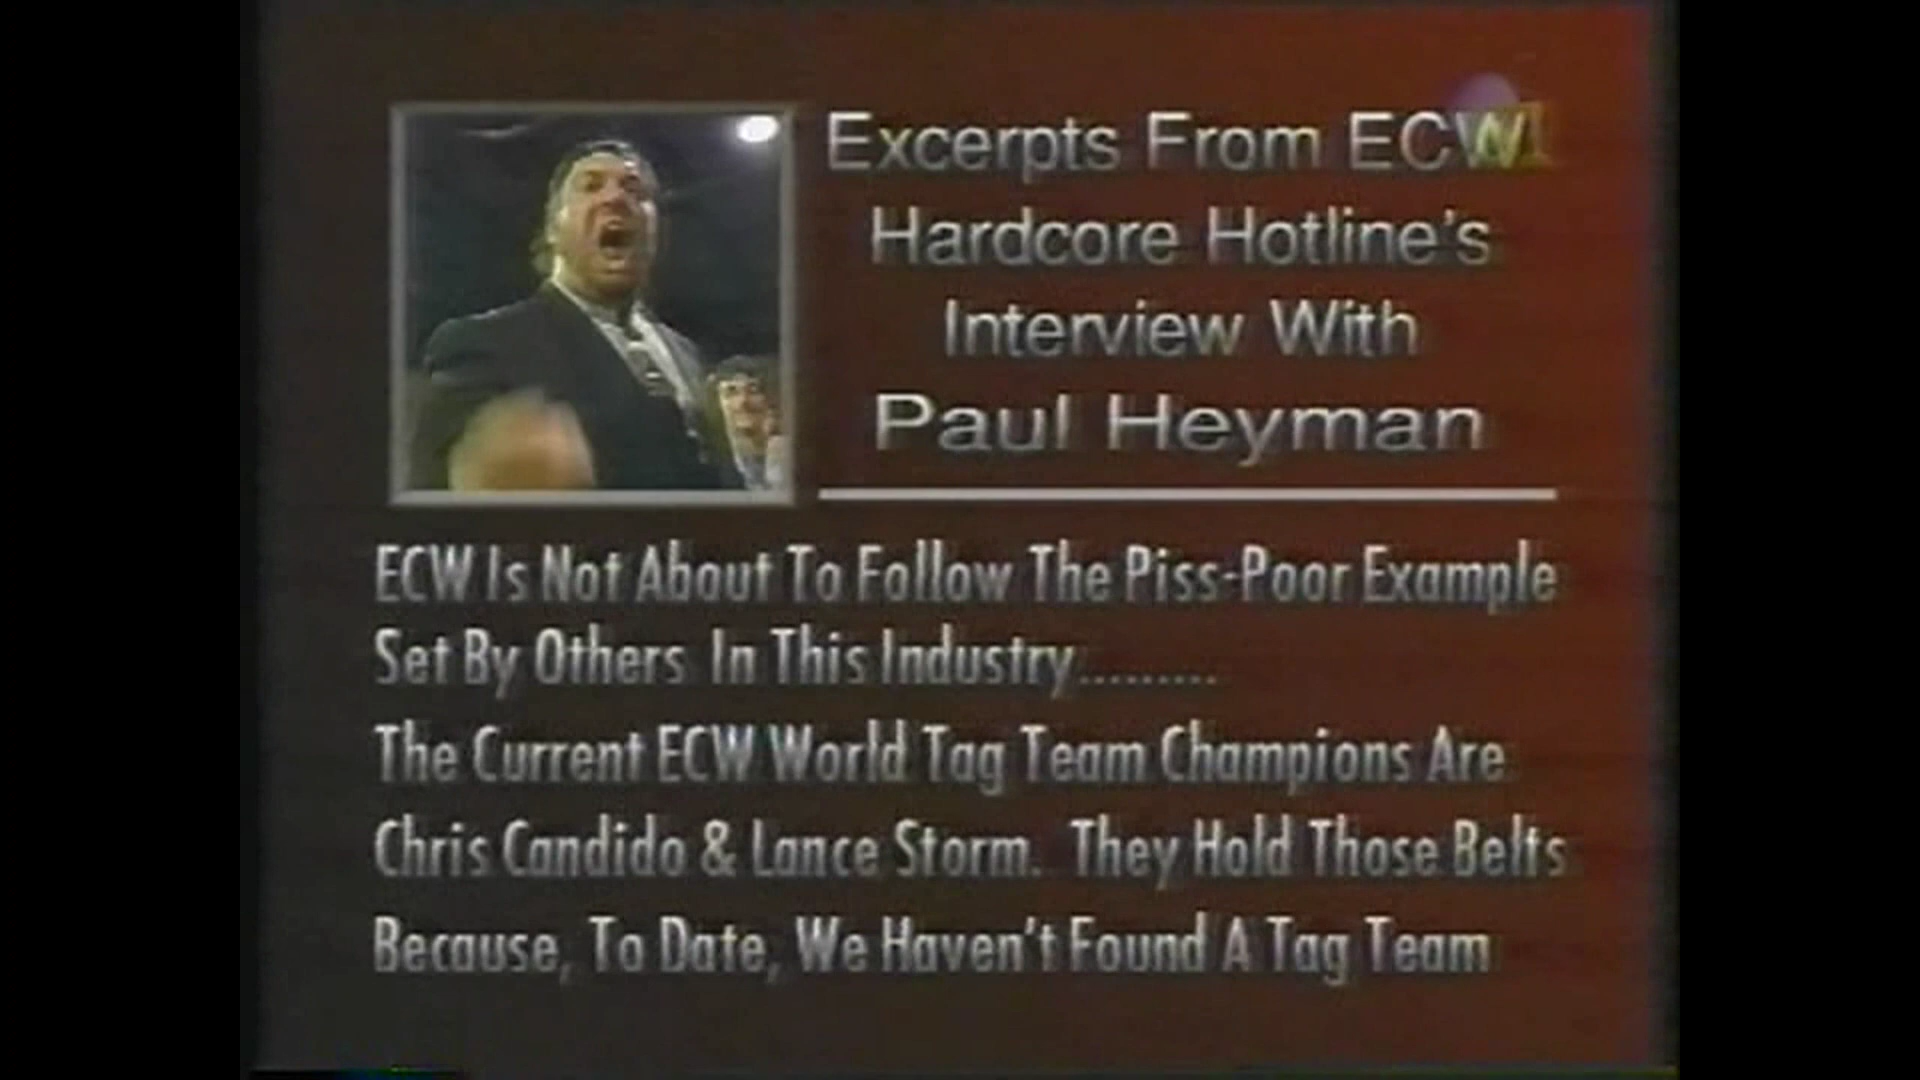 Excerpts From ECW
Hardcore Hotline's
Interview With
Paul Heyman
ECW Is Not About To Follow The Piss-Poor Example
Set By Others In This Industry.........
The Current ECW World Tag Team Champions Are
Chris Candido & Lance Storm. They Hold Those Belts
Because, To Date, We Haven't Found A Tag Team